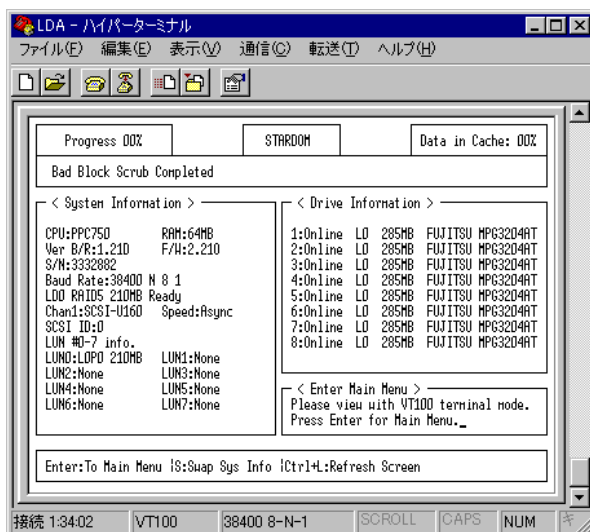 LDA - ハイパーターミナル
ファイル(F) 編集(E) 表示(V) 通信(C) 転送(T) ヘルプ(H)
Progress 00% STARDOM Data in Cache: 00%
Bad Block Scrub Completed
< System Information >
CPU:PPC750 RAM:64MB
Ver B/R:1.21O F/W:2.210
S/N:3332882
Baud Rate:38400 N 8 1
LD0 RAID5 210MB Ready
Chan1:SCSI-U160 Speed:Async
SCSI ID:0
LUN #0-7 info.
LUN0:L0P0 210MB LUN1:None
LUN2:None LUN3:None
LUN4:None LUN5:None
LUN6:None LUN7:None
< Drive Information >
1:Online L0 285MB FUJITSU MPG3204AT
2:Online L0 285MB FUJITSU MPG3204AT
3:Online L0 285MB FUJITSU MPG3204AT
4:Online L0 285MB FUJITSU MPG3204AT
5:Online L0 285MB FUJITSU MPG3204AT
6:Online L0 285MB FUJITSU MPG3204AT
7:Online L0 285MB FUJITSU MPG3204AT
8:Online L0 285MB FUJITSU MPG3204AT
< Enter Main Menu >
Please view with VT100 terminal mode.
Press Enter for Main Menu._
Enter:To Main Menu |S:Swap Sys Info |Ctrl+L:Refresh Screen
接続 1:34:02 VT100 38400 8-N-1 SCROLL CAPS NUM キ